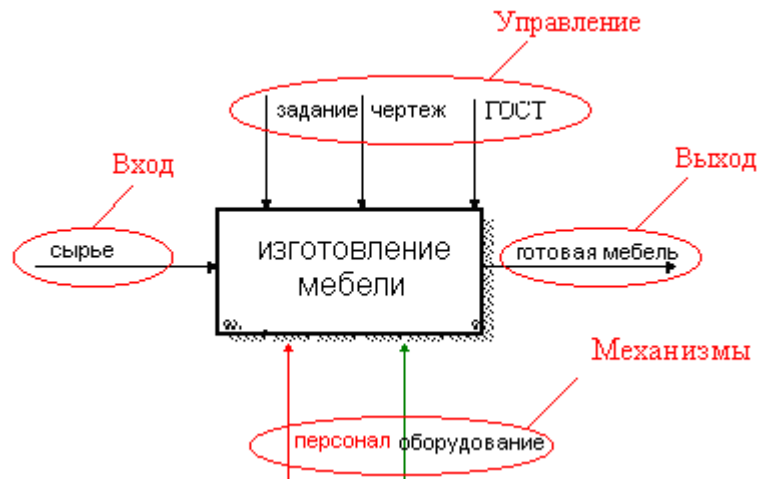 Управление
задание чертеж ГОСТ
Вход
Выход
сырье
изготовление
мебели
готовая мебель
Механизмы
персонал оборудование